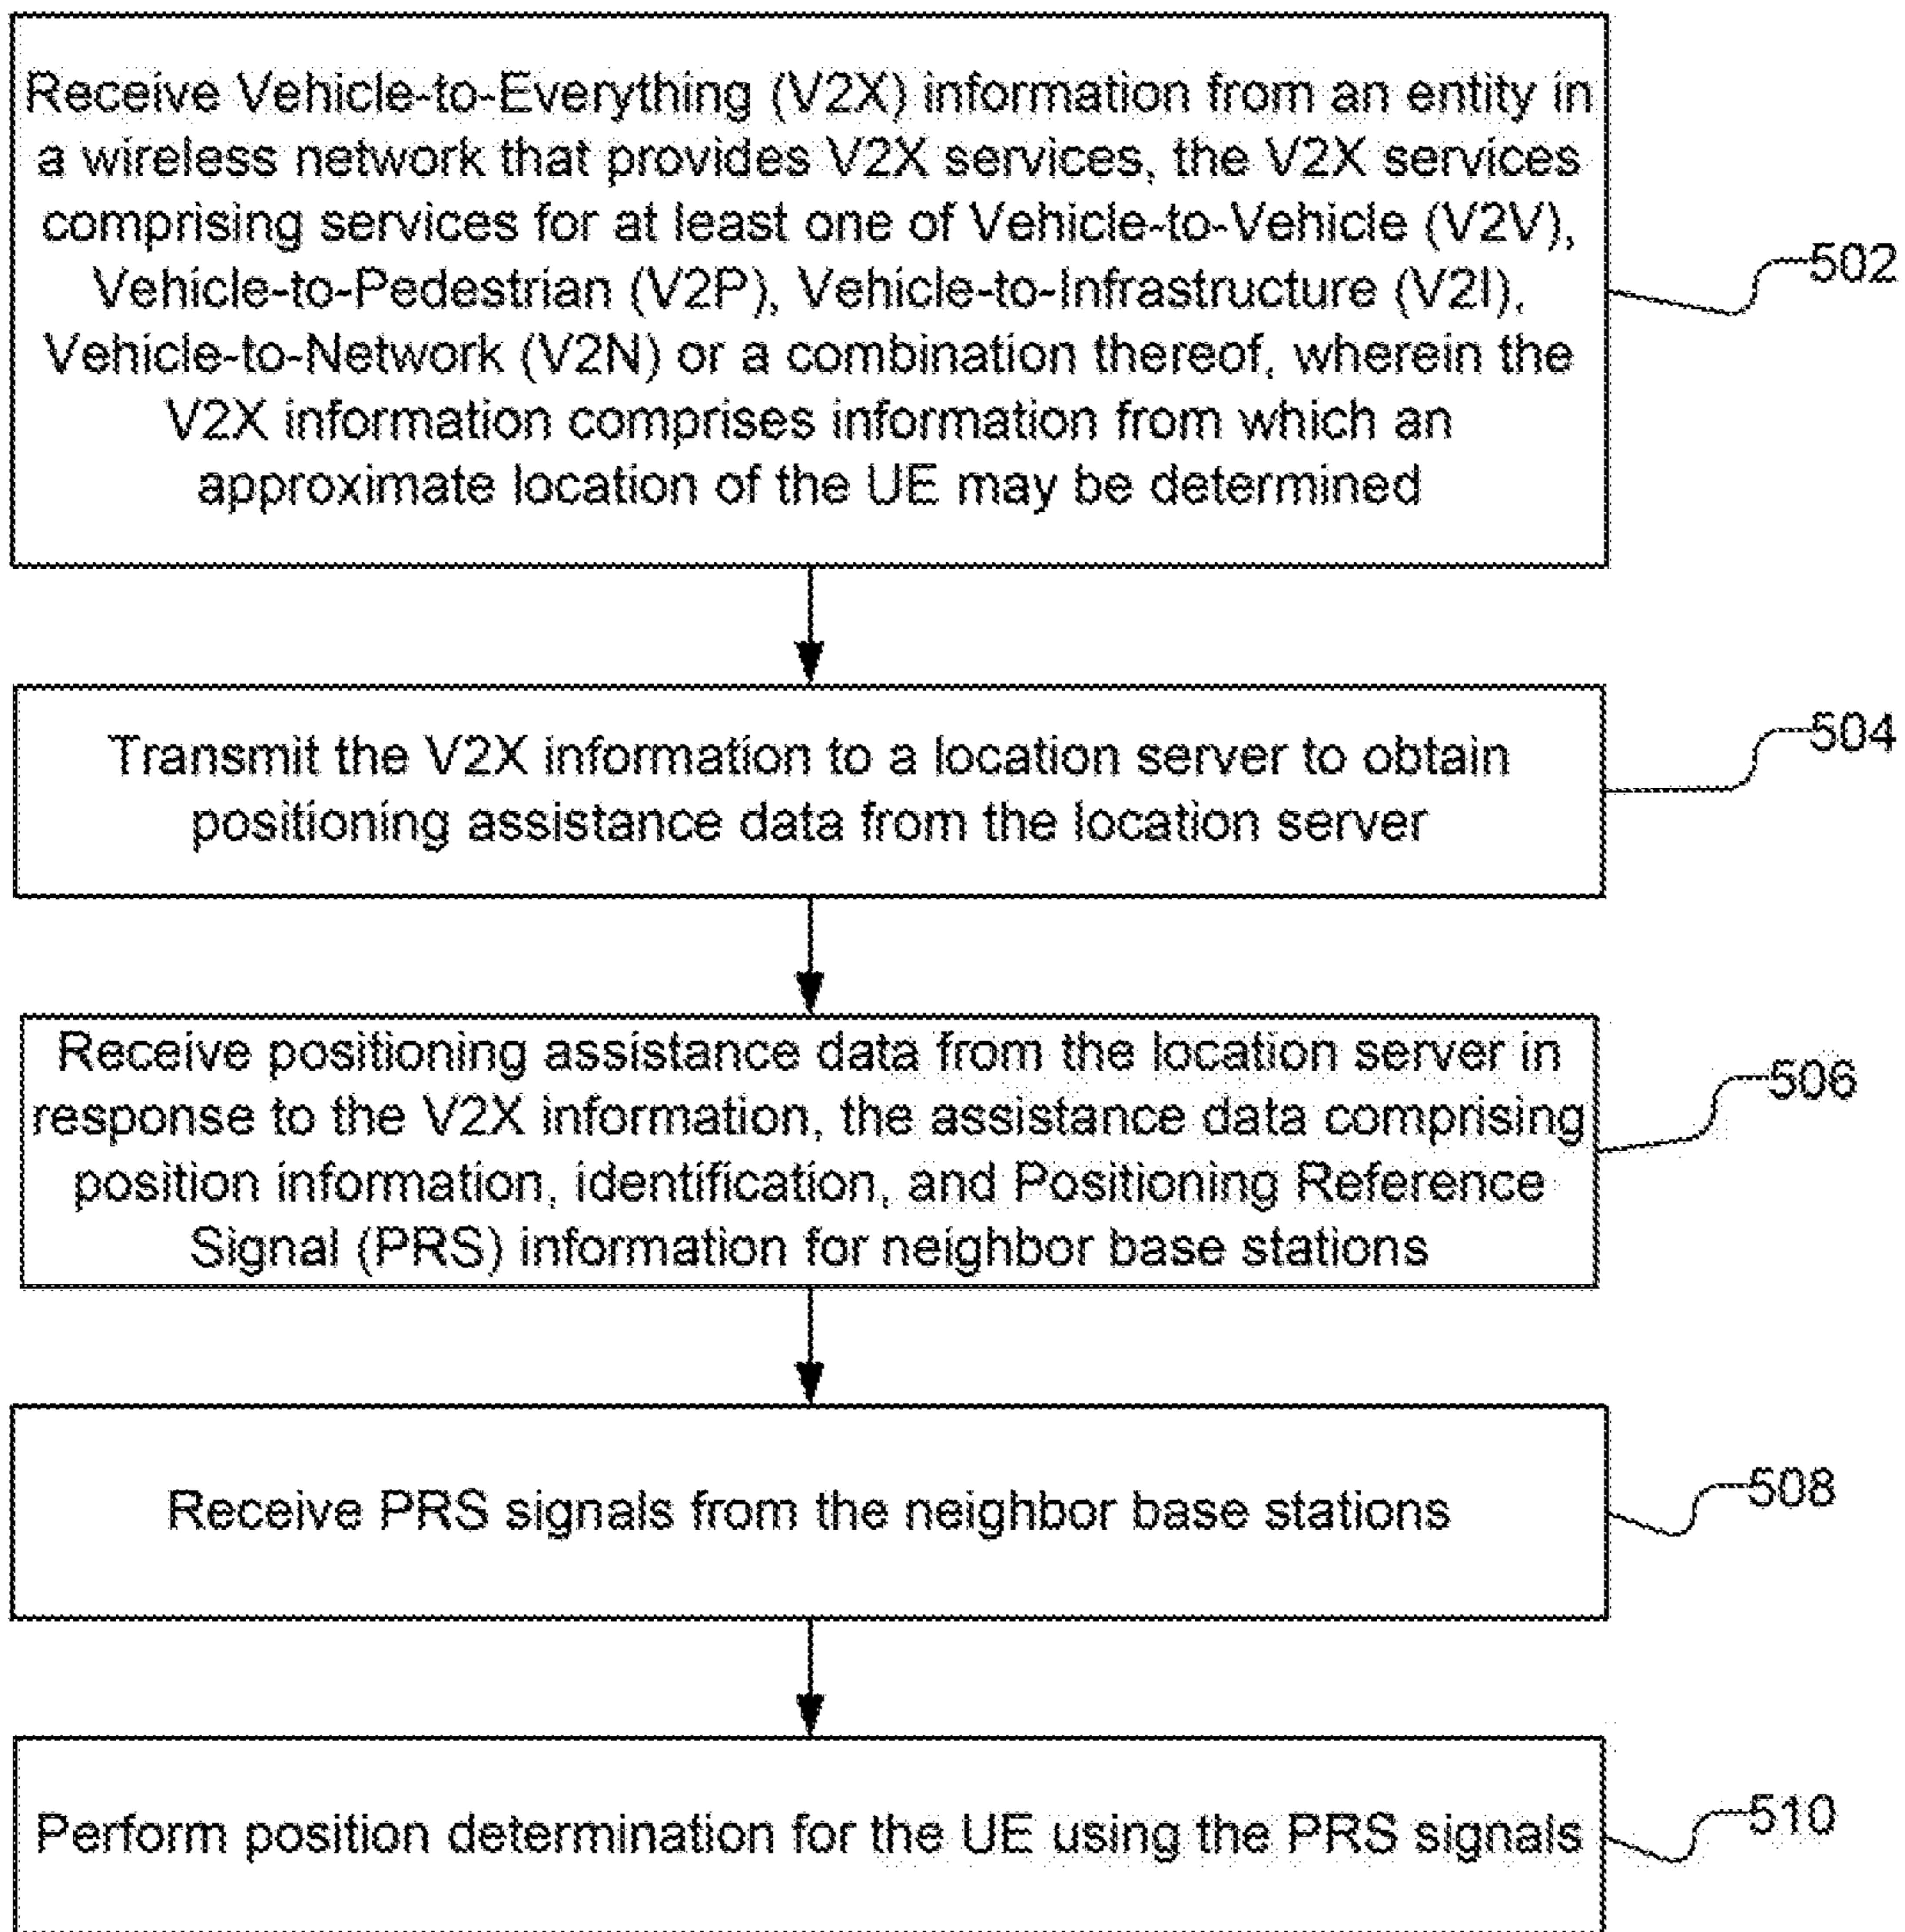 Receive Vehicle-to-Everything (V2X) information from an entity in
a wireless network that provides V2X services, the V2X services
comprising services for at least one of Vehicle-to-Vehicle (V2V),
Vehicle-to-Pedestrian (V2P), Vehicle-to-Infrastructure (V2I),
Vehicle-to-Network (V2N) or a combination thereof, wherein the
V2X information comprises information from which an
approximate location of the UE may be determined
502
Transmit the V2X information to a location server to obtain
positioning assistance data from the location server
504
Receive positioning assistance data from the location server in
response to the V2X information, the assistance data comprising
position information, identification, and Positioning Reference
Signal (PRS) information for neighbor base stations
506
Receive PRS signals from the neighbor base stations
508
Perform position determination for the UE using the PRS signals
510